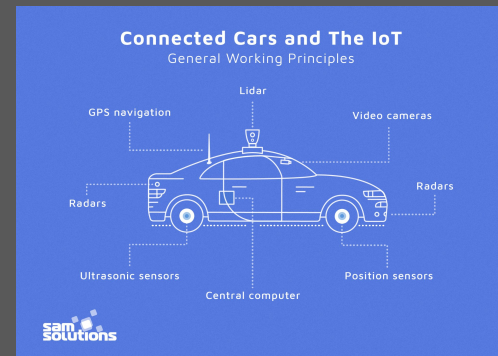 Connected Cars and The IoT
General Working Principles
Lidar
GPS navigation
Video cameras
Radars
Radars
Ultrasonic sensors
Position sensors
Central computer
sam
solutions